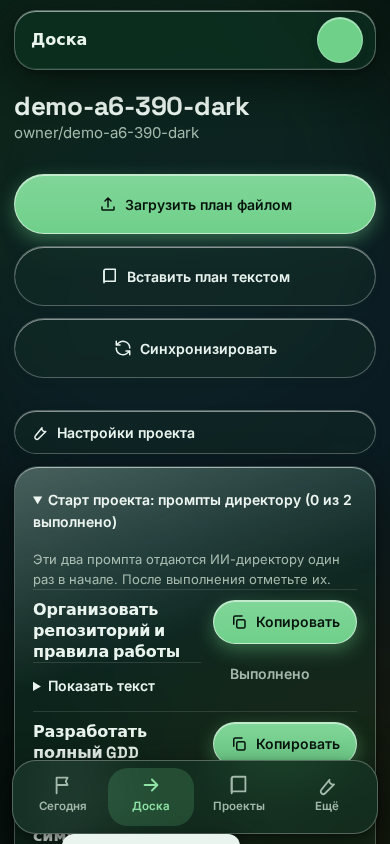 Доска
demo-a6-390-dark
owner/demo-a6-390-dark
Загрузить план файлом
Вставить план текстом
Синхронизировать
Настройки проекта
▼ Старт проекта: промпты директору (0 из 2
выполнено)
Эти два промпта отдаются ИИ-директору один
раз в начале. После выполнения отметьте их.
Организовать
репозиторий и
правила работы
Копировать
Выполнено
▶ Показать текст
Разработать
полный GDD
Копировать
Сегодня
Доска
Проекты
Ещё